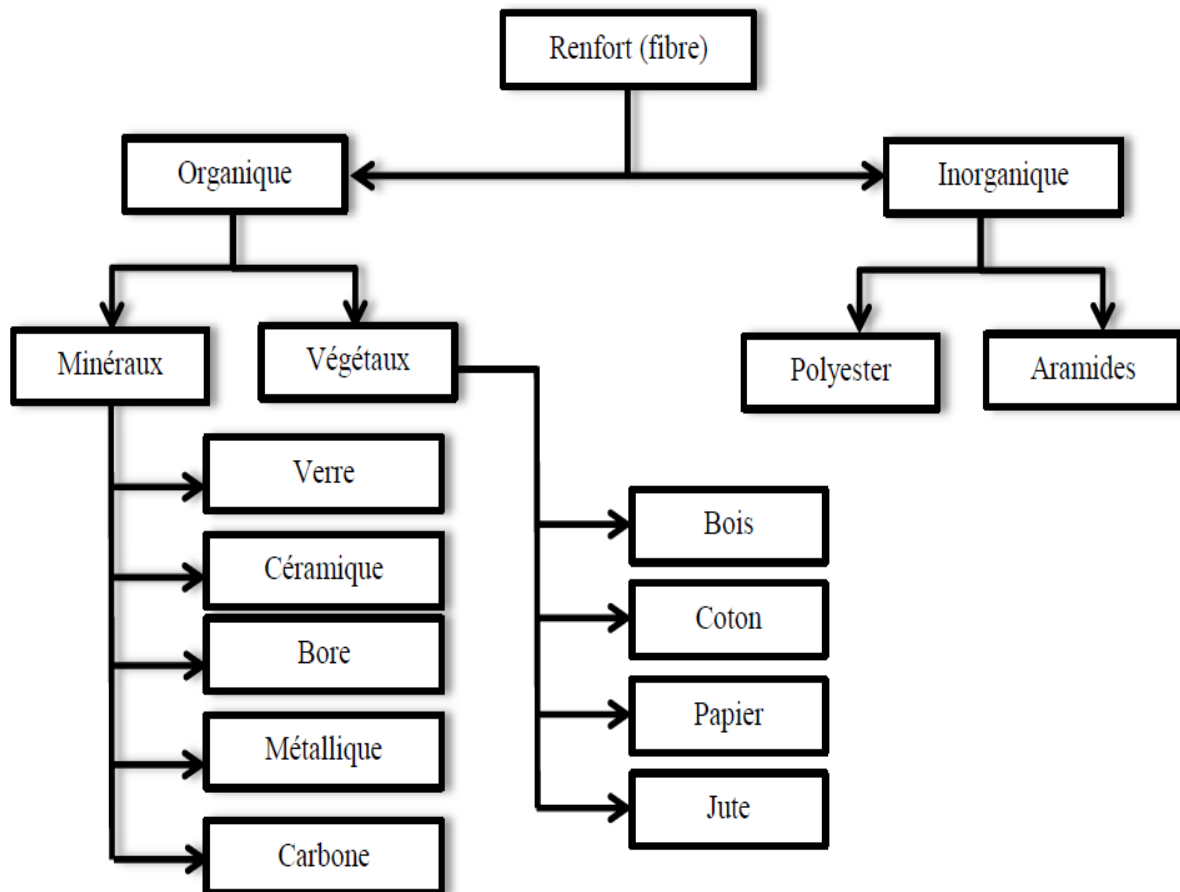 Renfort (fibre)
Organique
Inorganique
Minéraux
Végétaux
Polyester
Aramides
Verre
Céramique
Bore
Métallique
Carbone
Bois
Coton
Papier
Jute